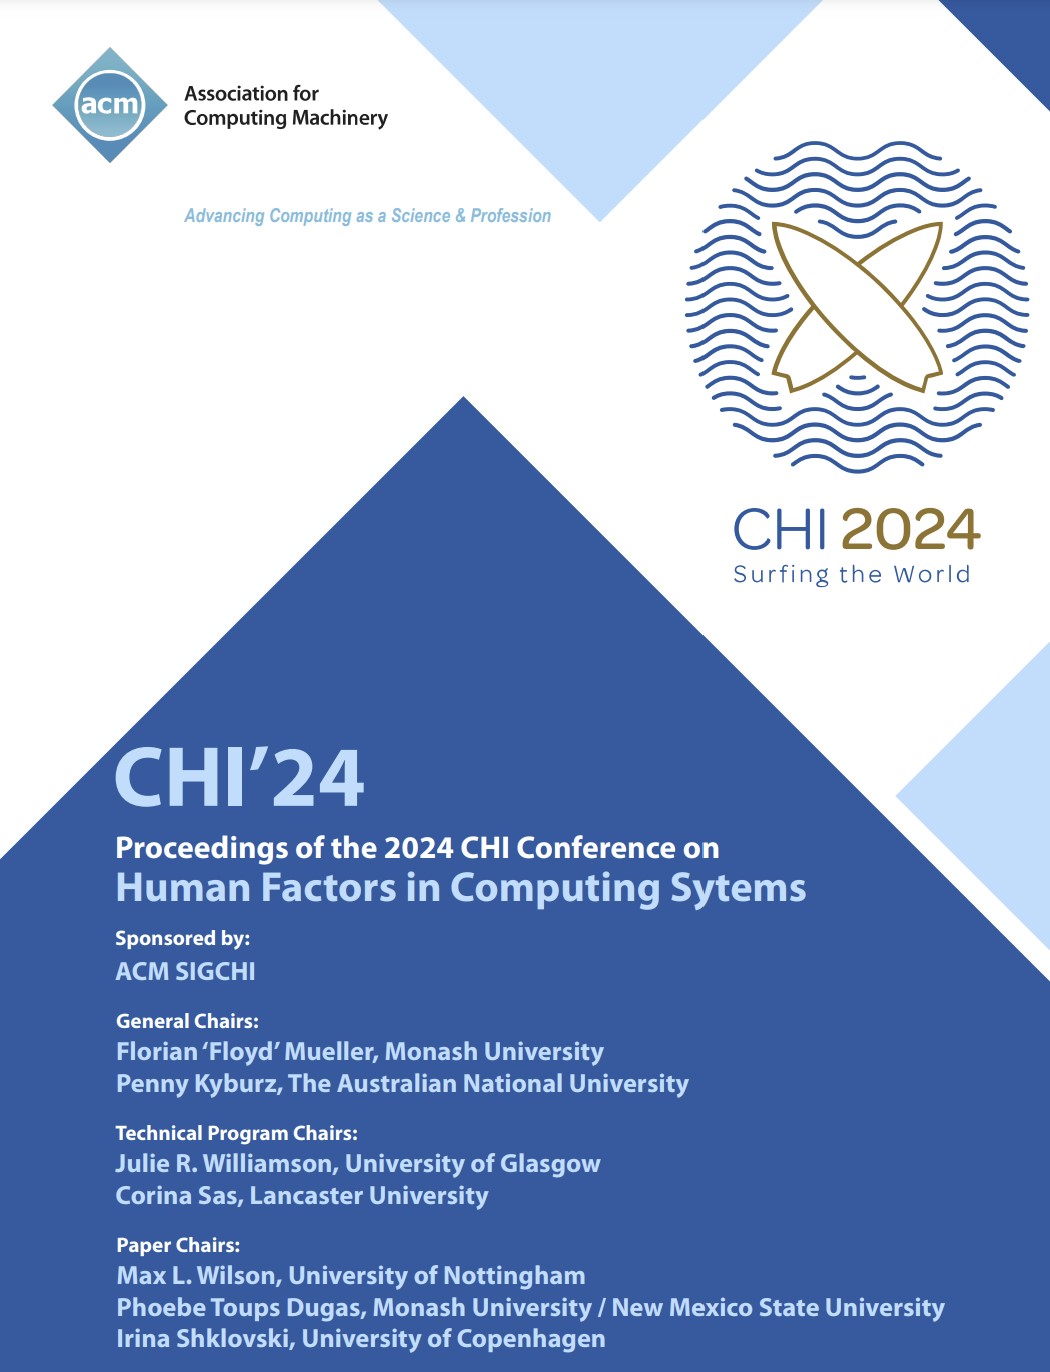 acm
Association for
Computing Machinery
Advancing Computing as a Science & Profession
CHI 2024
Surfing the World
CHI’24
Proceedings of the 2024 CHI Conference on
Human Factors in Computing Sytems
Sponsored by:
ACM SIGCHI
General Chairs:
Florian ‘Floyd’ Mueller, Monash University
Penny Kyburz, The Australian National University
Technical Program Chairs:
Julie R. Williamson, University of Glasgow
Corina Sas, Lancaster University
Paper Chairs:
Max L. Wilson, University of Nottingham
Phoebe Toups Dugas, Monash University / New Mexico State University
Irina Shklovski, University of Copenhagen